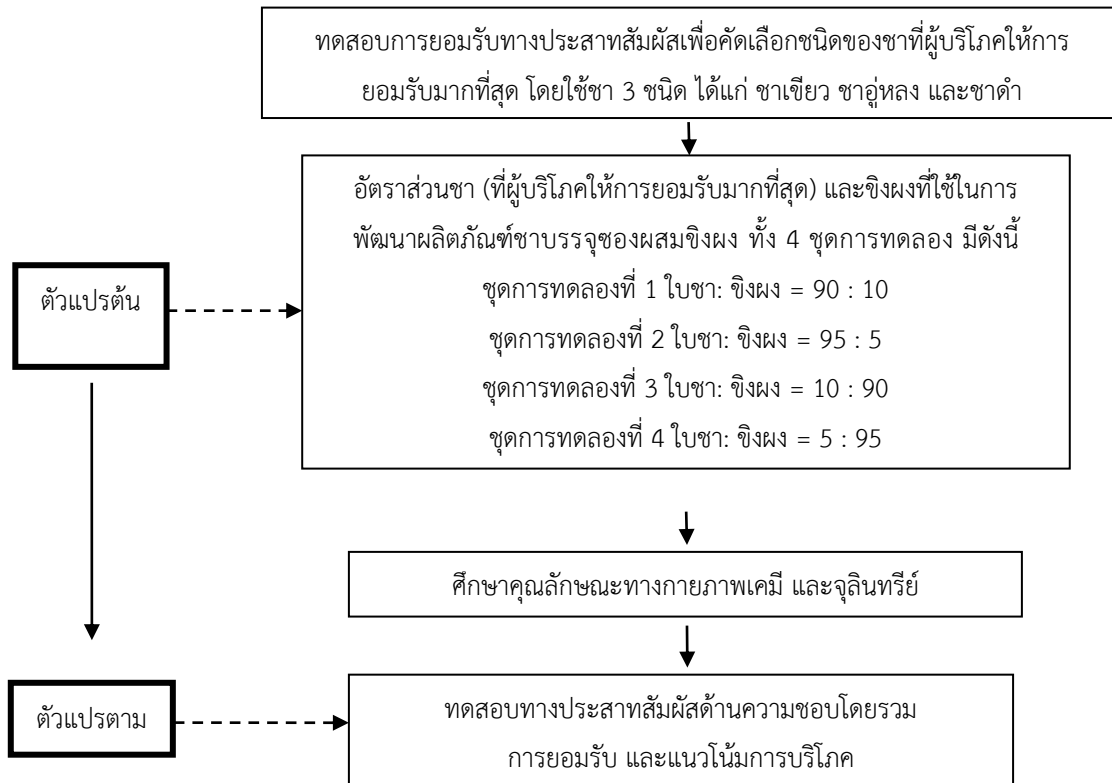 ทดสอบการยอมรับทางประสาทสัมผัสเพื่อคัดเลือกชนิดของชาที่ผู้บริโภคให้การ
ยอมรับมากที่สุด โดยใช้ชา 3 ชนิด ได้แก่ ชาเขียว ชาอู่หลง และชาดำ
อัตราส่วนชา (ที่ผู้บริโภคให้การยอมรับมากที่สุด) และขิงผงที่ใช้ในการ
พัฒนาผลิตภัณฑ์ชาบรรจุซองผสมขิงผง ทั้ง 4 ชุดการทดลอง มีดังนี้
ชุดการทดลองที่ 1 ใบชา: ขิงผง = 90 : 10
ชุดการทดลองที่ 2 ใบชา: ขิงผง = 95 : 5
ชุดการทดลองที่ 3 ใบชา: ขิงผง = 10 : 90
ชุดการทดลองที่ 4 ใบชา: ขิงผง = 5 : 95
ตัวแปรต้น
ศึกษาคุณลักษณะทางกายภาพเคมี และจุลินทรีย์
ตัวแปรตาม
ทดสอบทางประสาทสัมผัสด้านความชอบโดยรวม
การยอมรับ และแนวโน้มการบริโภค